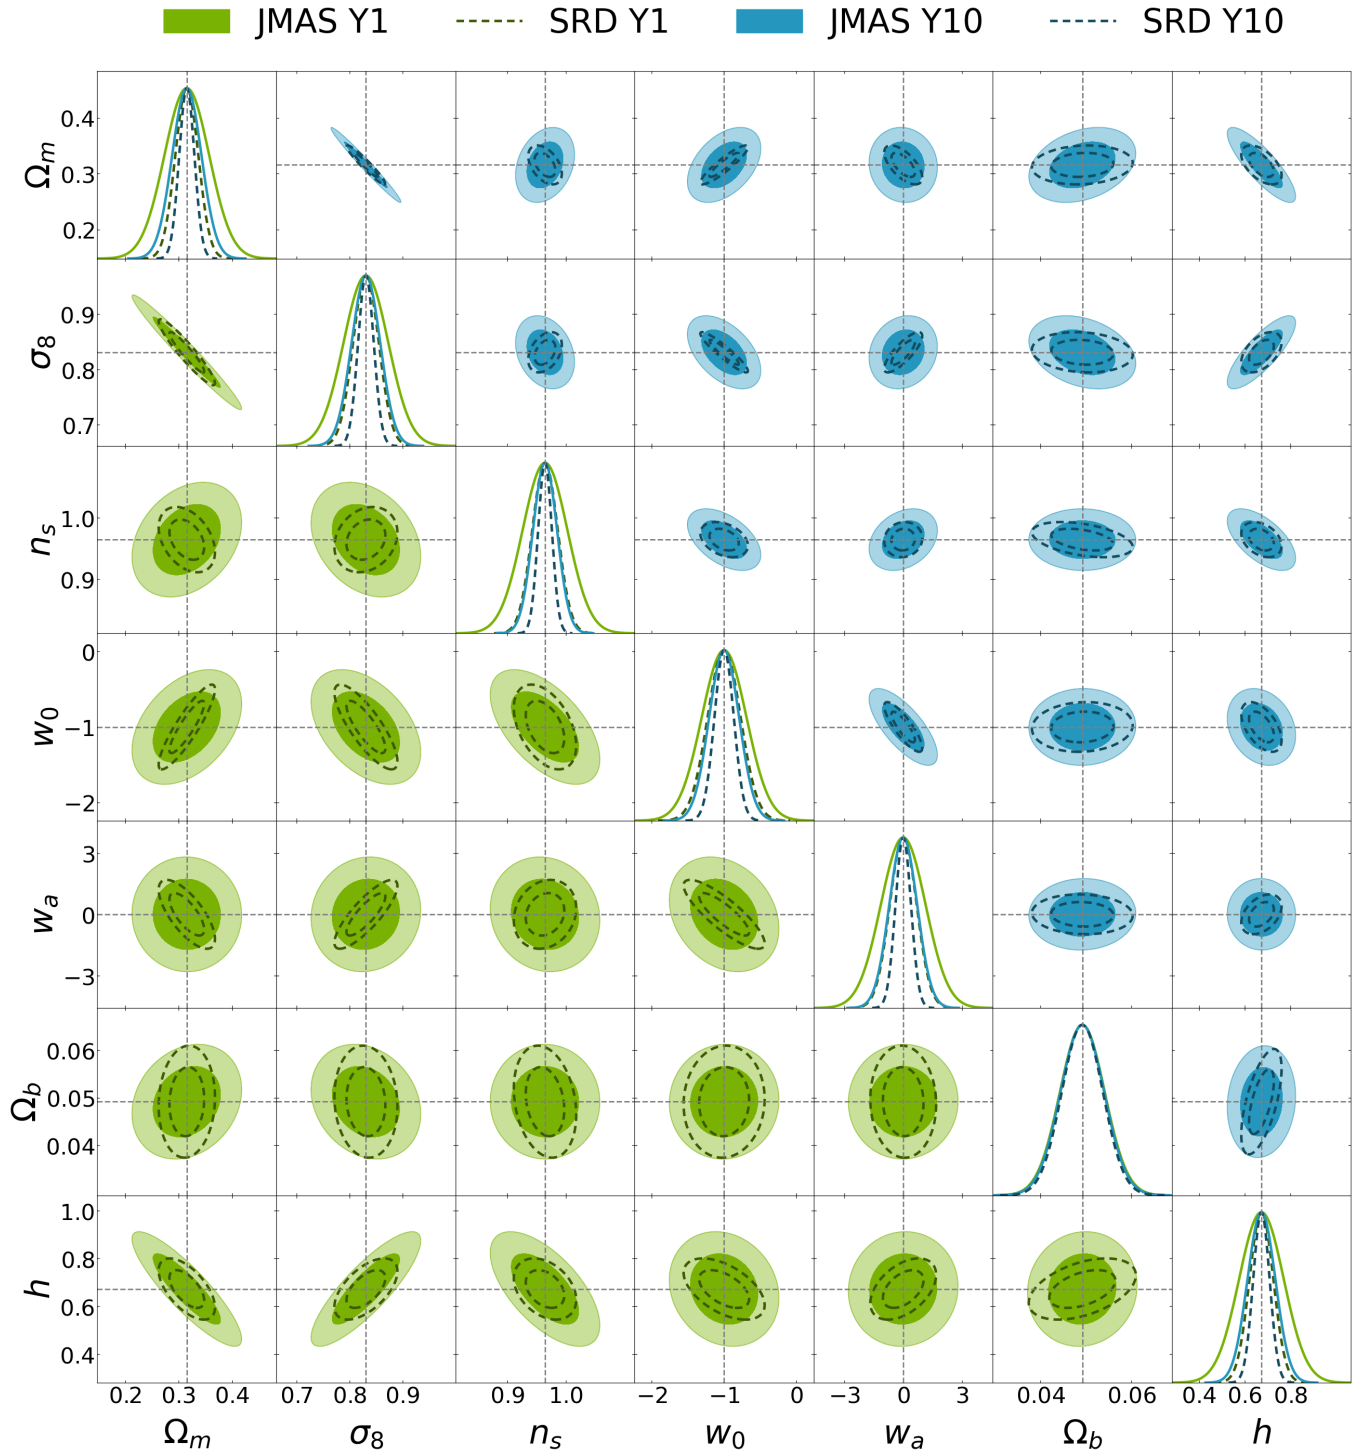 JMAS Y1 SRD Y1 JMAS Y10 SRD Y10
Ωm 0.4 0.3 0.2
σ8 0.9 0.8 0.7
ns 1.0 0.9
w0 0 −1 −2
wa 3 0 −3
Ωb 0.06 0.05 0.04
h 1.0 0.8 0.6 0.4
0.2 0.3 0.4 0.7 0.8 0.9 0.9 1.0 −2 −1 0 −3 0 3 0.04 0.06 0.4 0.6 0.8
Ωm σ8 ns w0 wa Ωb h